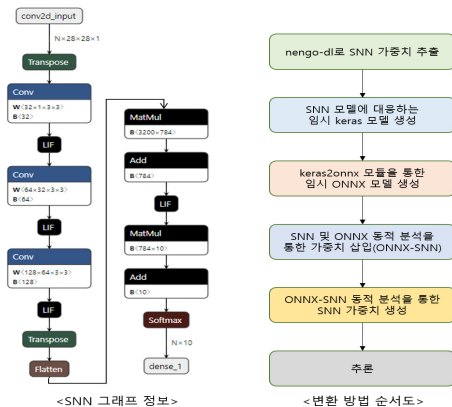 conv2d_input
N×28×28×1
Transpose
Conv
W ⟨32×1×3×3⟩
B ⟨32⟩
LIF
Conv
W ⟨64×32×3×3⟩
B ⟨64⟩
LIF
Conv
W ⟨128×64×3×3⟩
B ⟨128⟩
LIF
Transpose
Flatten
MatMul
B ⟨3200×784⟩
Add
B ⟨784⟩
LIF
MatMul
B ⟨784×10⟩
Add
B ⟨10⟩
Softmax
N×10
dense_1
<SNN 그래프 정보>
nengo-dl로 SNN 가중치 추출
SNN 모델에 대응하는
임시 keras 모델 생성
keras2onnx 모듈을 통한
임시 ONNX 모델 생성
SNN 및 ONNX 동적 분석을
통한 가중치 삽입(ONNX-SNN)
ONNX-SNN 동적 분석을 통한
SNN 가중치 생성
추론
<변환 방법 순서도>